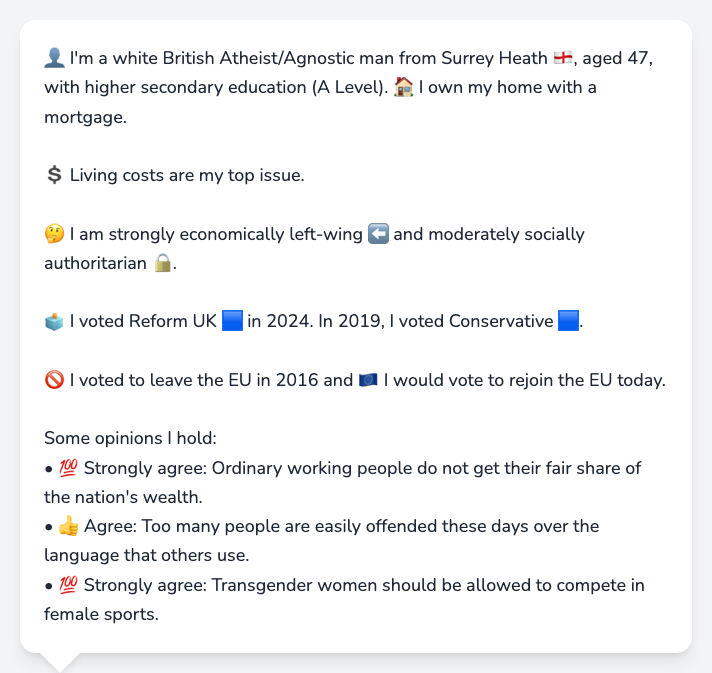 👤 I'm a white British Atheist/Agnostic man from Surrey Heath 🏴󠁧󠁢󠁥󠁮󠁧󠁿, aged 47,
with higher secondary education (A Level). 🏠 I own my home with a
mortgage.
💲 Living costs are my top issue.
🤔 I am strongly economically left-wing ⬅️ and moderately socially
authoritarian 🔒.
🗳️ I voted Reform UK 🟦 in 2024. In 2019, I voted Conservative 🟦.
🚫 I voted to leave the EU in 2016 and 🇪🇺 I would vote to rejoin the EU today.
Some opinions I hold:
• 💯 Strongly agree: Ordinary working people do not get their fair share of
the nation's wealth.
• 👍 Agree: Too many people are easily offended these days over the
language that others use.
• 💯 Strongly agree: Transgender women should be allowed to compete in
female sports.